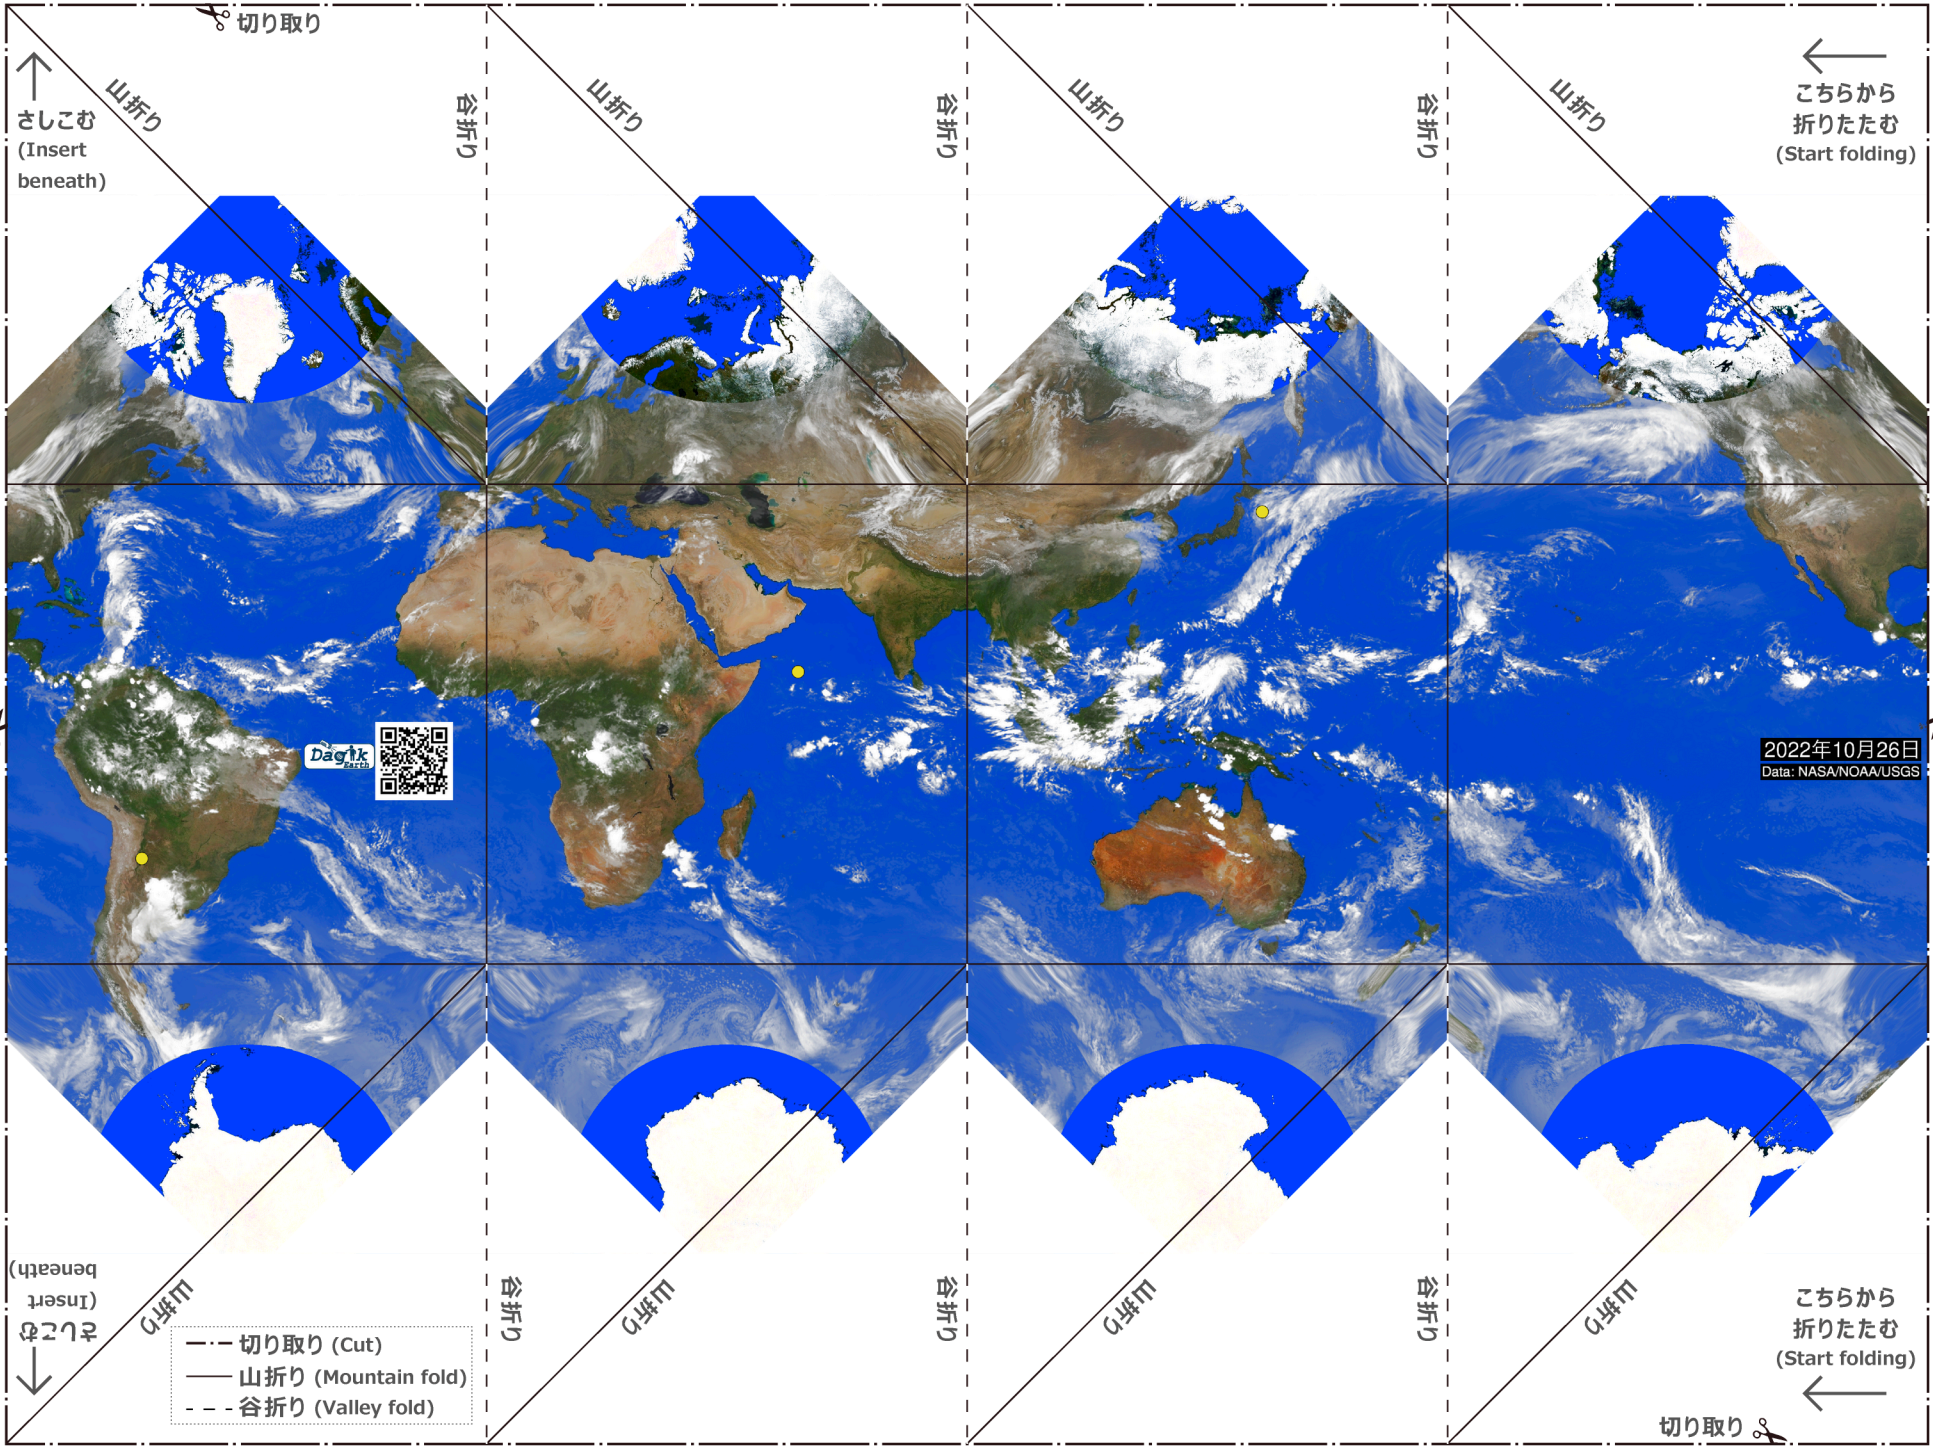 切り取り
山折り
谷折り
山折り
谷折り
山折り
谷折り
山折り
さしこむ
(Insert
beneath)
こちらから
折りたたむ
(Start folding)
Dagik
Earth
2022年10月26日
Data: NASA/NOAA/USGS
さしこむ
(Insert
beneath)
山折り
谷折り
山折り
谷折り
山折り
谷折り
山折り
こちらから
折りたたむ
(Start folding)
切り取り (Cut)
山折り (Mountain fold)
谷折り (Valley fold)
切り取り